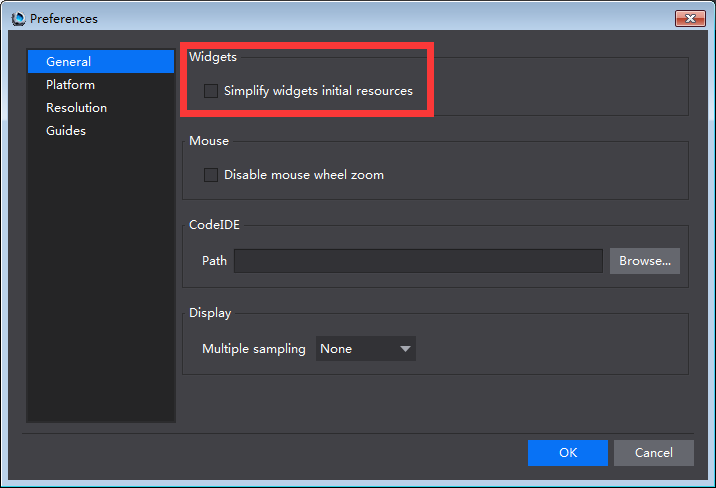 Preferences
General
Platform
Resolution
Guides
Widgets
Simplify widgets initial resources
Mouse
Disable mouse wheel zoom
CodeIDE
Path
Browse...
Display
Multiple sampling None
OK Cancel